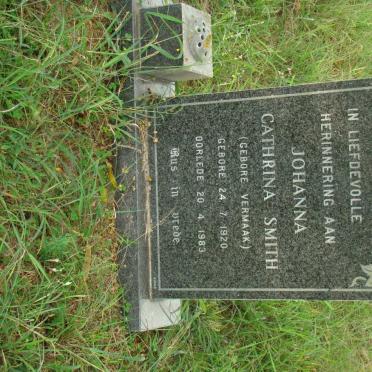 IN LIEFDEVOLLE
HERINNERING AAN
JOHANNA
CATHRINA SMITH
(GEBORE VERMAAK)
GEBORE 24. 7. 1920
OORLEDE 20. 4. 1983
Rus in vrede